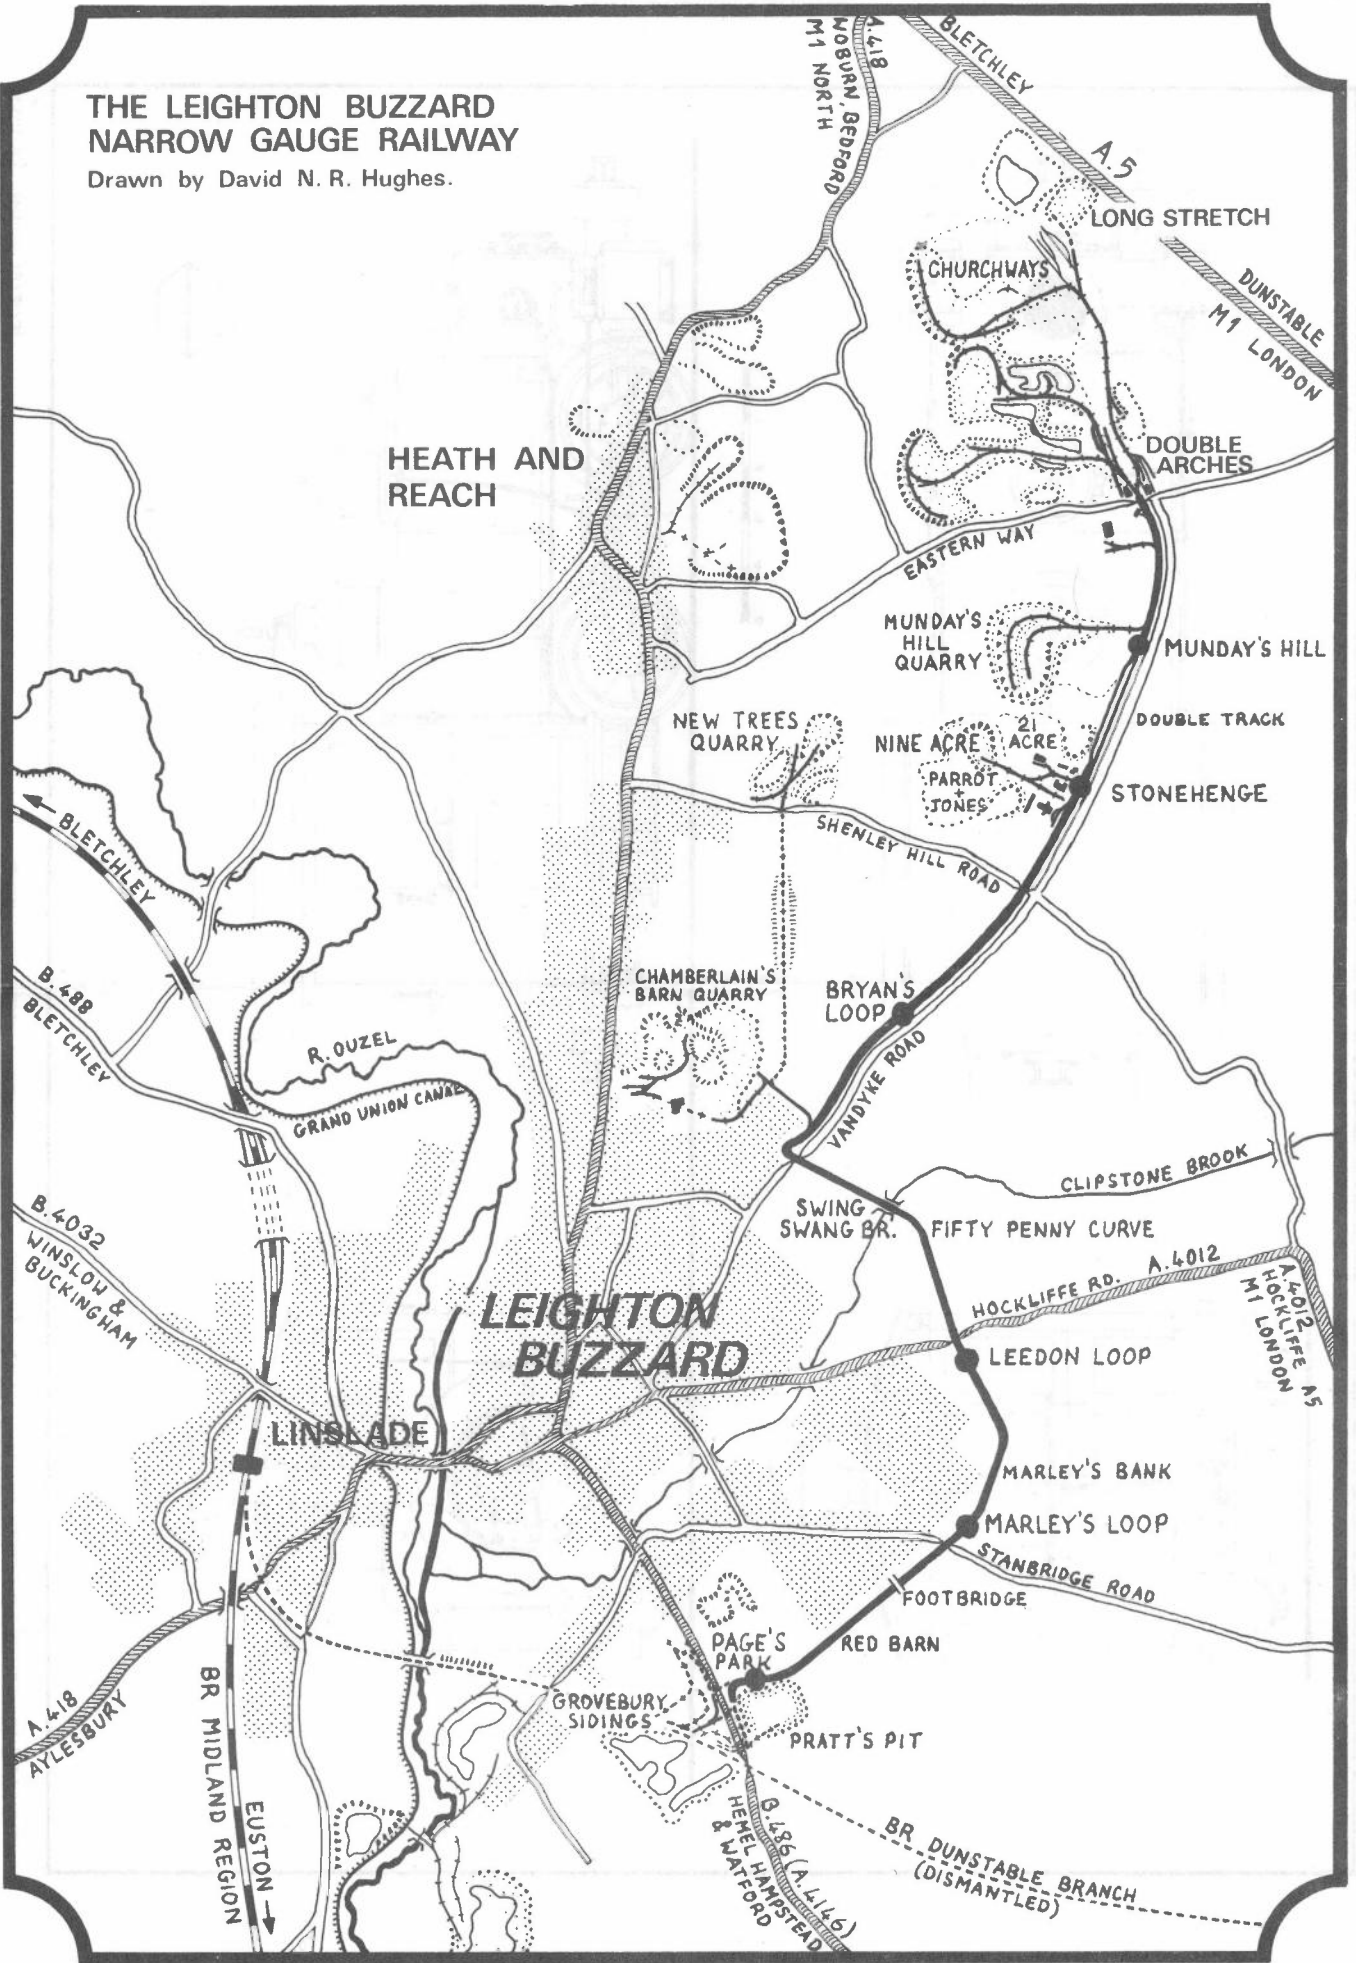 THE LEIGHTON BUZZARD
NARROW GAUGE RAILWAY
Drawn by David N. R. Hughes.
A.418
WOBURN, BEDFORD
M1 NORTH
BLETCHLEY
A.5
LONG STRETCH
CHURCHWAYS
DUNSTABLE
M1 LONDON
HEATH AND
REACH
DOUBLE
ARCHES
EASTERN WAY
MUNDAY'S
HILL
QUARRY
MUNDAY'S HILL
DOUBLE TRACK
NEW TREES
QUARRY
NINE ACRE
21
ACRE
PARROT
+
JONES
STONEHENGE
SHENLEY HILL ROAD
BLETCHLEY
B.488
BLETCHLEY
CHAMBERLAIN'S
BARN QUARRY
BRYAN'S
LOOP
R. OUZEL
GRAND UNION CANAL
VANDYKE ROAD
CLIPSTONE BROOK
SWING
SWANG BR.
FIFTY PENNY CURVE
B.4032
WINSLOW &
BUCKINGHAM
HOCKLIFFE RD. A.4012
A.4012
HOCKLIFFE A5
M1 LONDON
LEIGHTON
BUZZARD
LEEDON LOOP
LINSLADE
MARLEY'S BANK
MARLEY'S LOOP
STANBRIDGE ROAD
FOOTBRIDGE
PAGE'S
PARK
RED BARN
GROVEBURY
SIDINGS
PRATT'S PIT
A.418
AYLESBURY
BR MIDLAND REGION
EUSTON
B.486 (A.4146)
HEMEL HAMPSTEAD
& WATFORD
BR DUNSTABLE BRANCH
(DISMANTLED)